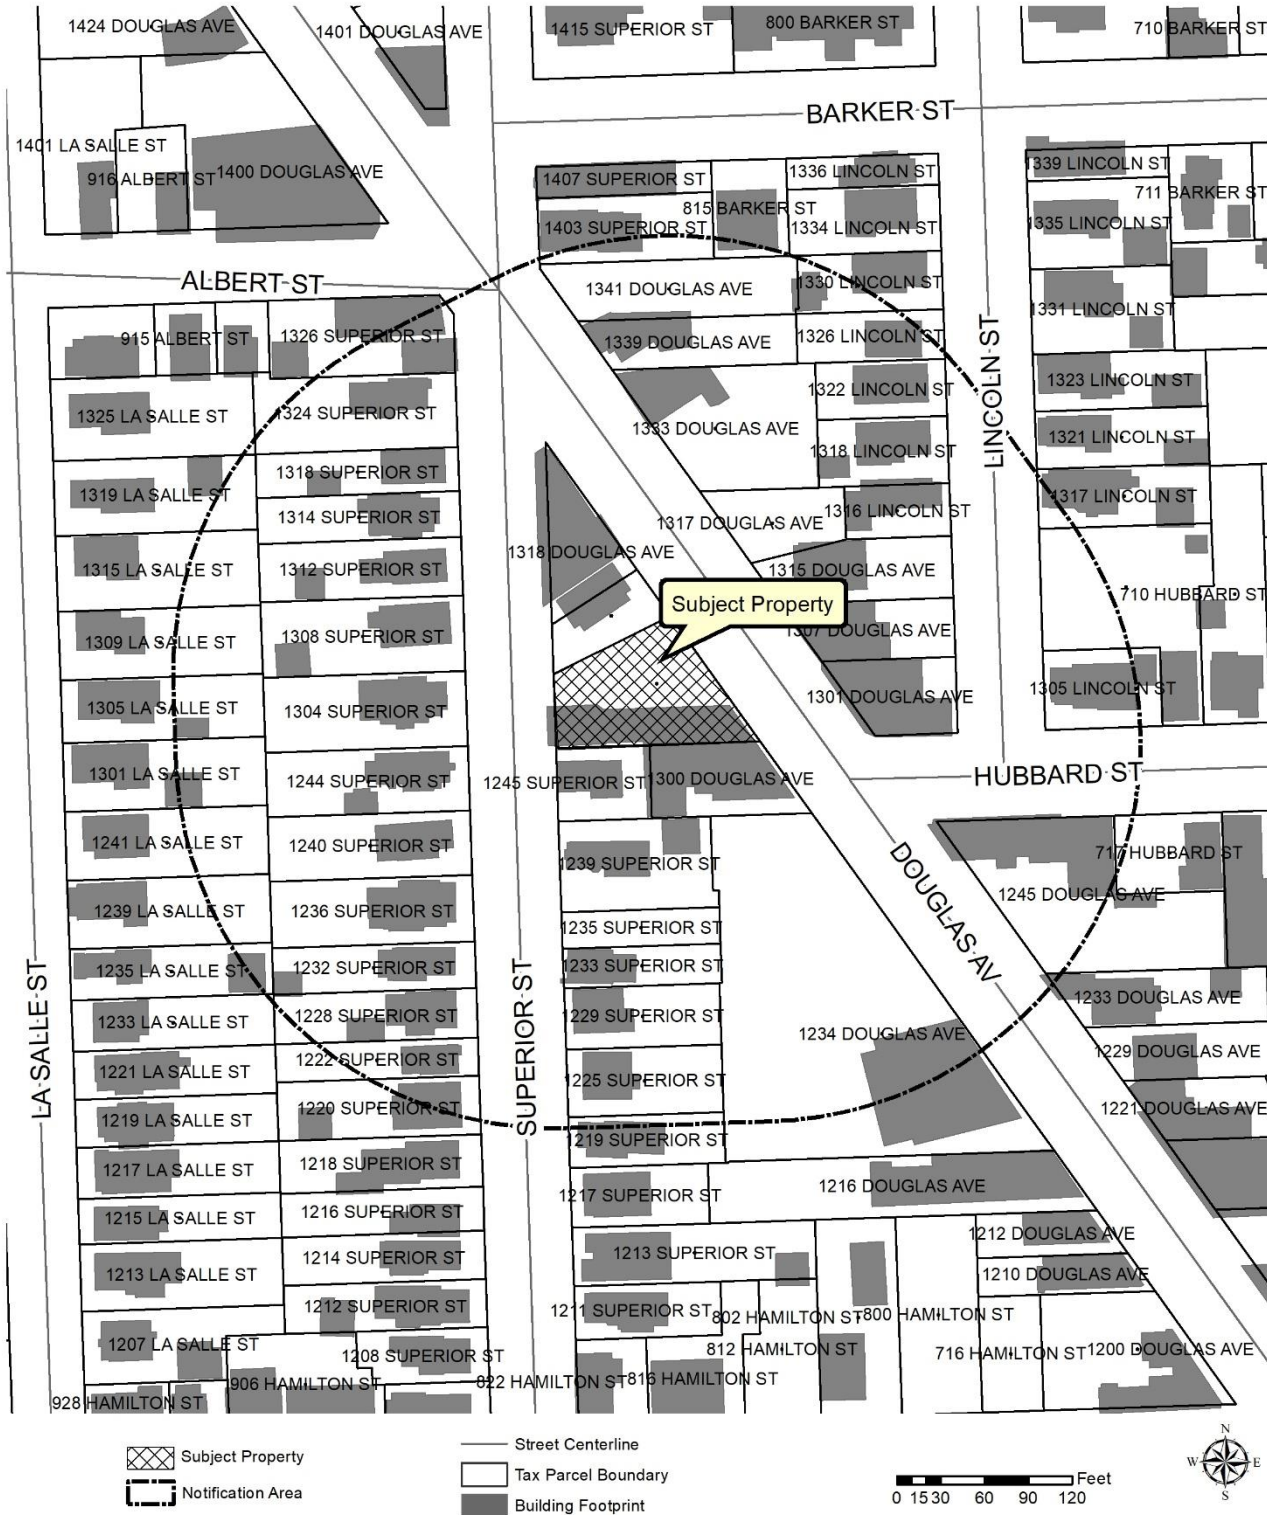 1424 DOUGLAS AVE
1401 DOUGLAS AVE
1415 SUPERIOR ST
800 BARKER ST
710 BARKER ST
BARKER ST
1401 LA SALLE ST
916 ALBERT ST
1400 DOUGLAS AVE
1407 SUPERIOR ST
1336 LINCOLN ST
1339 LINCOLN ST
711 BARKER ST
815 BARKER ST
1403 SUPERIOR ST
1334 LINCOLN ST
1335 LINCOLN ST
ALBERT ST
1341 DOUGLAS AVE
1330 LINCOLN ST
1331 LINCOLN ST
915 ALBERT ST
1326 SUPERIOR ST
1339 DOUGLAS AVE
1326 LINCOLN ST
LINCOLN ST
1323 LINCOLN ST
1322 LINCOLN ST
1325 LA SALLE ST
1324 SUPERIOR ST
1333 DOUGLAS AVE
1321 LINCOLN ST
1318 LINCOLN ST
1318 SUPERIOR ST
1319 LA SALLE ST
1317 LINCOLN ST
1314 SUPERIOR ST
1317 DOUGLAS AVE
1316 LINCOLN ST
1318 DOUGLAS AVE
1315 LA SALLE ST
1312 SUPERIOR ST
1315 DOUGLAS AVE
710 HUBBARD ST
Subject Property
1309 LA SALLE ST
1308 SUPERIOR ST
1307 DOUGLAS AVE
1305 LINCOLN ST
1301 DOUGLAS AVE
1305 LA SALLE ST
1304 SUPERIOR ST
1301 LA SALLE ST
1244 SUPERIOR ST
1245 SUPERIOR ST
1300 DOUGLAS AVE
HUBBARD ST
1241 LA SALLE ST
1240 SUPERIOR ST
1239 SUPERIOR ST
717 HUBBARD ST
DOUGLAS AV
1245 DOUGLAS AVE
1239 LA SALLE ST
1236 SUPERIOR ST
1235 SUPERIOR ST
1235 LA SALLE ST
1232 SUPERIOR ST
1233 SUPERIOR ST
1233 DOUGLAS AVE
LA SALLE ST
SUPERIOR ST
1233 LA SALLE ST
1228 SUPERIOR ST
1229 SUPERIOR ST
1234 DOUGLAS AVE
1229 DOUGLAS AVE
1221 LA SALLE ST
1222 SUPERIOR ST
1225 SUPERIOR ST
1221 DOUGLAS AVE
1219 LA SALLE ST
1220 SUPERIOR ST
1219 SUPERIOR ST
1217 LA SALLE ST
1218 SUPERIOR ST
1217 SUPERIOR ST
1216 DOUGLAS AVE
1215 LA SALLE ST
1216 SUPERIOR ST
1212 DOUGLAS AVE
1213 LA SALLE ST
1214 SUPERIOR ST
1213 SUPERIOR ST
1210 DOUGLAS AVE
1212 SUPERIOR ST
1211 SUPERIOR ST
802 HAMILTON ST
800 HAMILTON ST
1207 LA SALLE ST
1208 SUPERIOR ST
812 HAMILTON ST
716 HAMILTON ST
1200 DOUGLAS AVE
928 HAMILTON ST
906 HAMILTON ST
822 HAMILTON ST
816 HAMILTON ST
Subject Property
Notification Area
Street Centerline
Tax Parcel Boundary
Building Footprint
Feet
0 15 30 60 90 120
N
W E
S